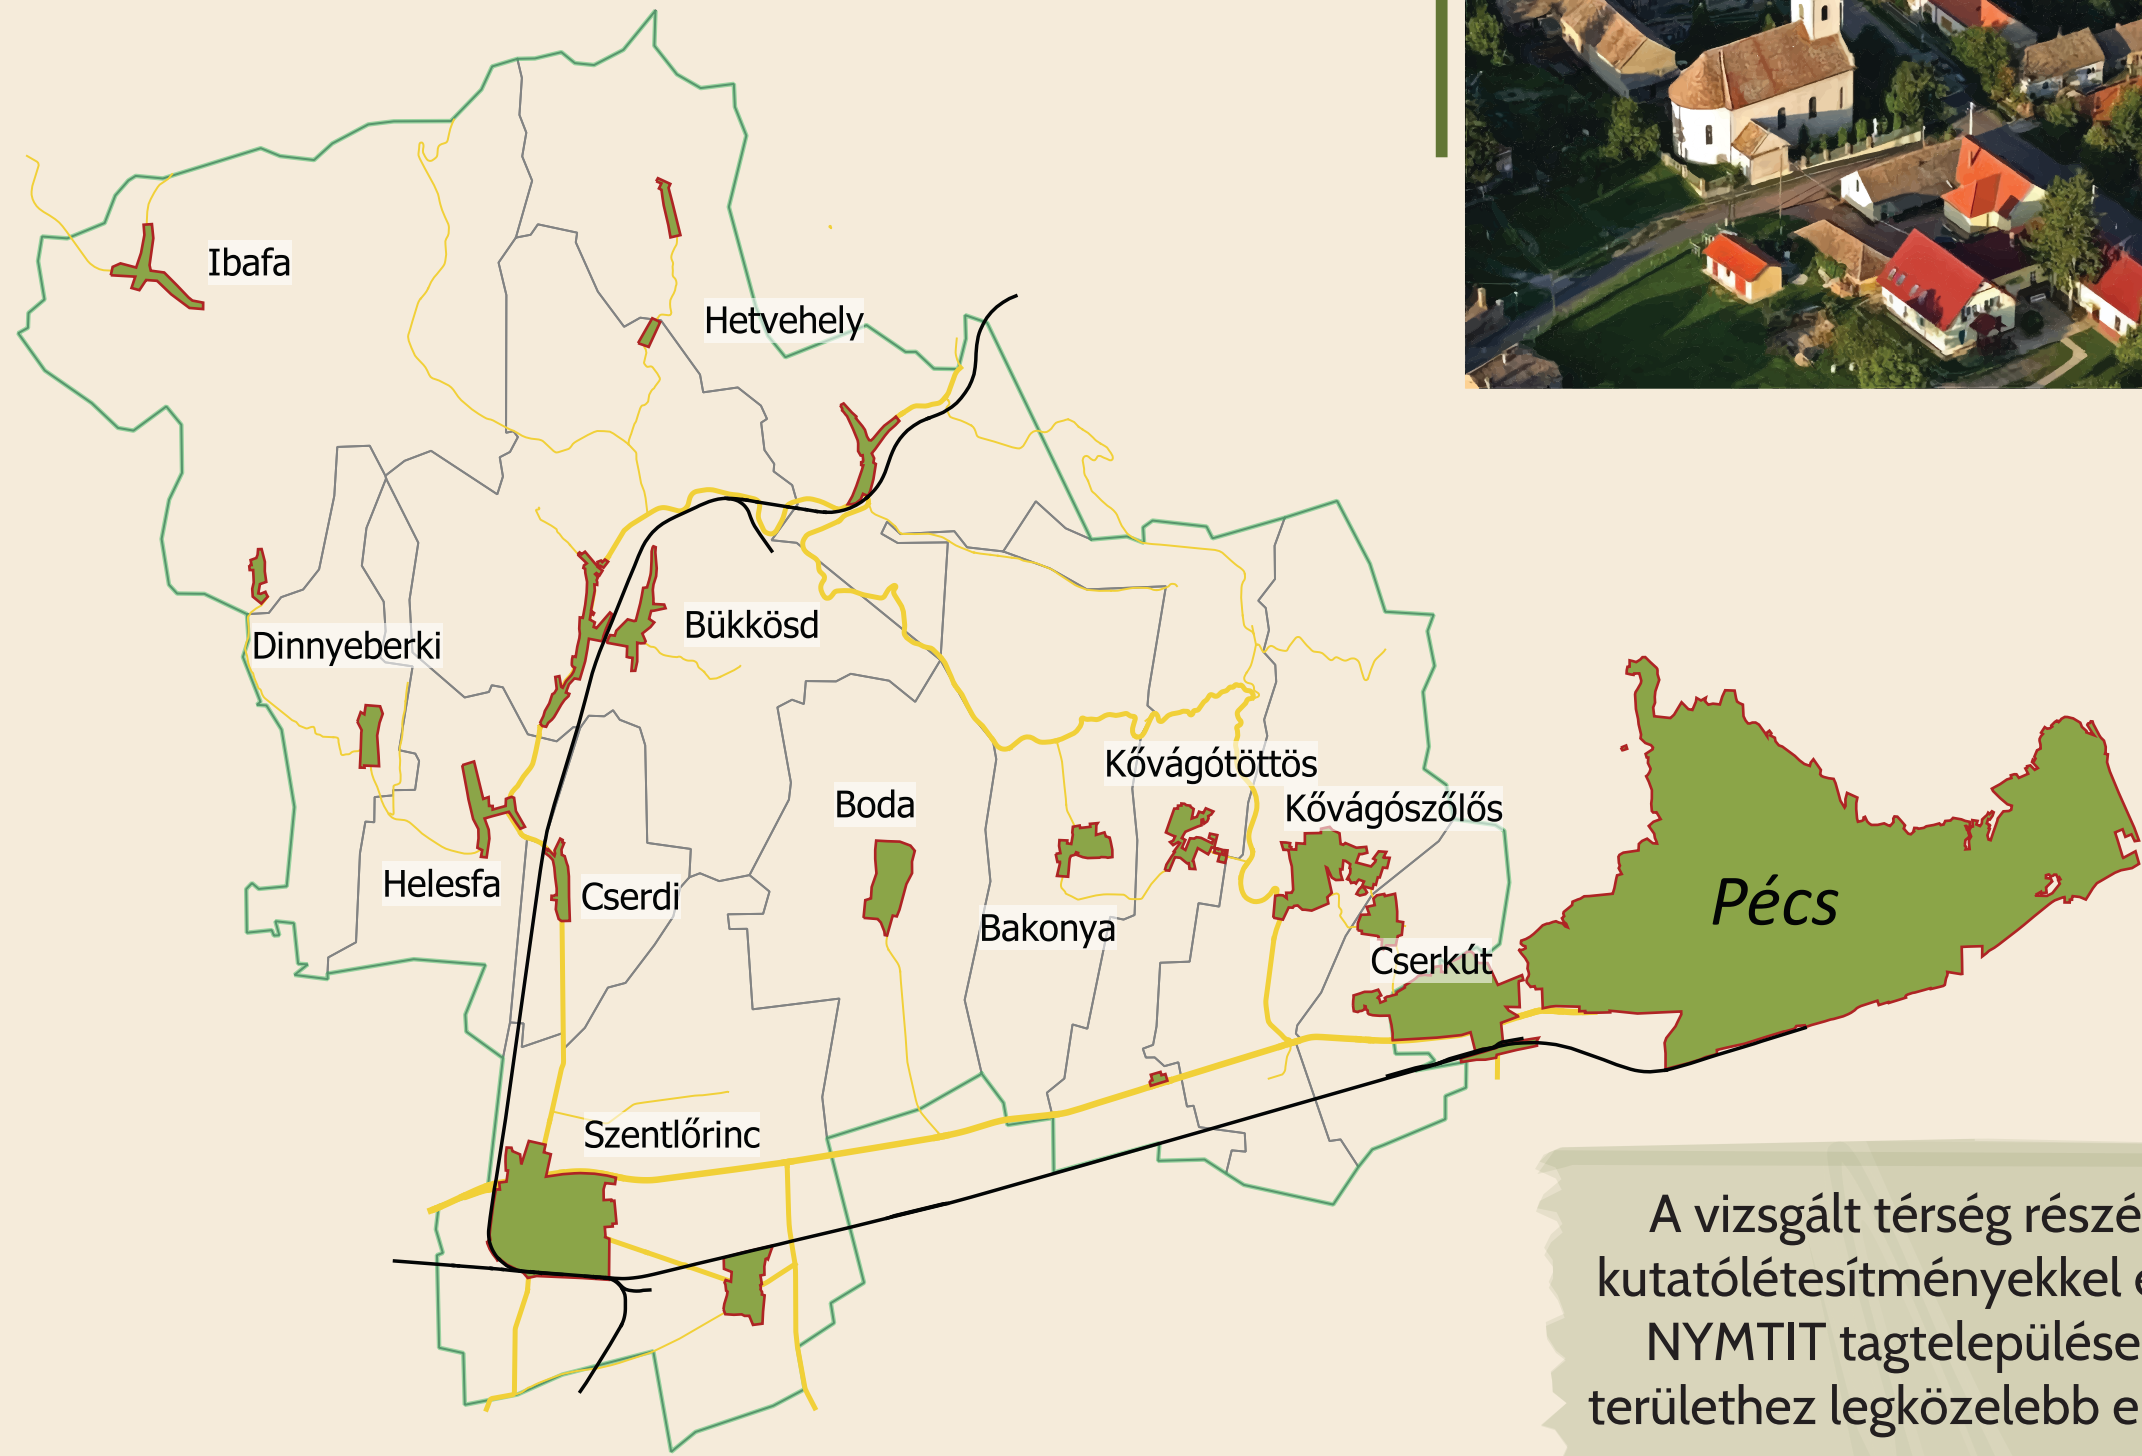 Ibafa
Hetvehely
Dinnyeberki
Bükkösd
Kővágótöttös
Boda
Kővágószőlős
Helesfa
Cserdi
Pécs
Bakonya
Cserkút
Szentlőrinc
A vizsgált térség részé
kutatólétesítményekkel
NYMTIT tagtelepülése
területhez legközelebb